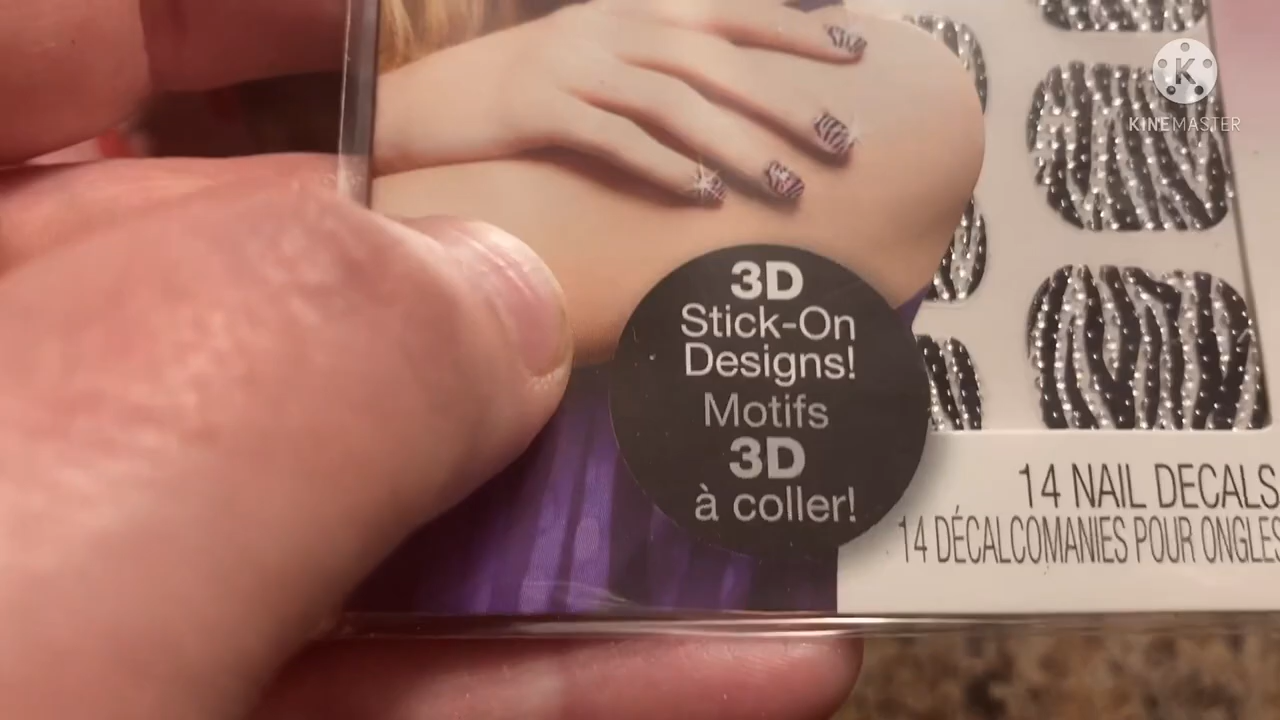 K
KINEMASTER
3D
Stick-On
Designs!
Motifs
3D
à coller!
14 NAIL DECALS
14 DÉCALCOMANIES POUR ONGLES